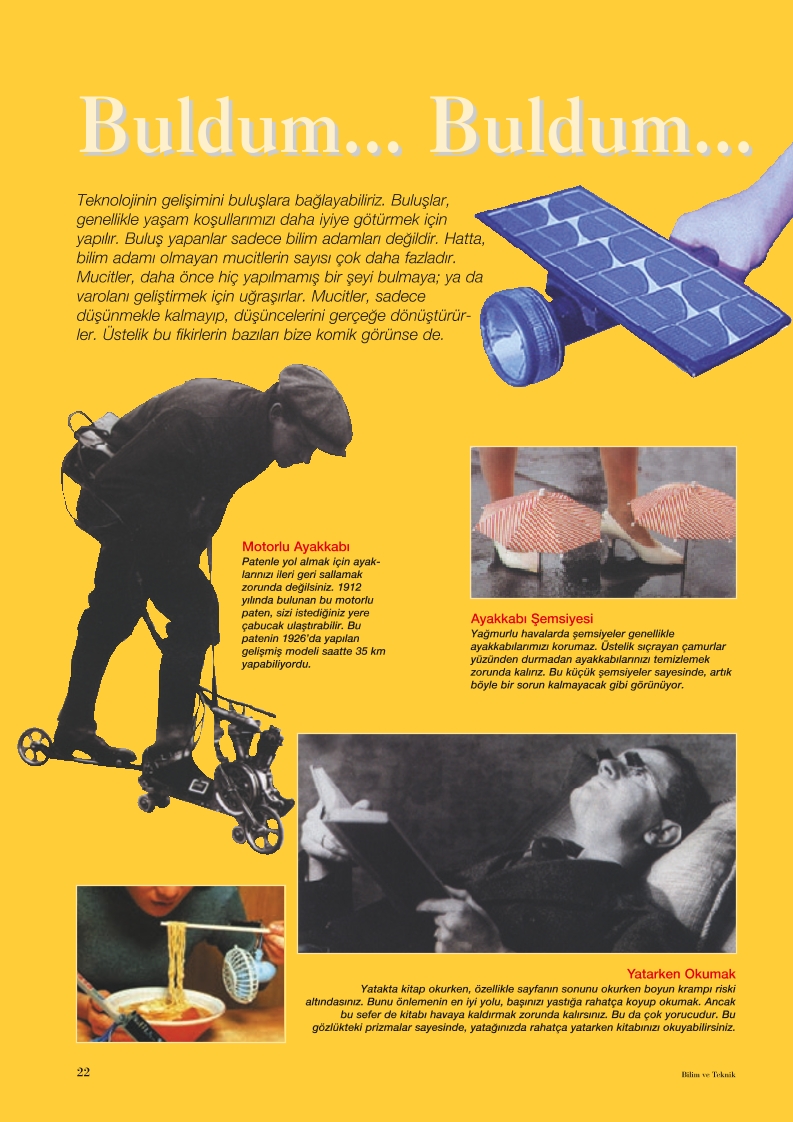 Buldum... Buldum...
Teknolojinin gelişimini buluşlara bağlayabiliriz. Buluşlar,
genellikle yaşam koşullarımızı daha iyiye götürmek için
yapılır. Buluş yapanlar sadece bilim adamları değildir. Hatta,
bilim adamı olmayan mucitlerin sayısı çok daha fazladır.
Mucitler, daha önce hiç yapılmamış bir şeyi bulmaya; ya da
varolanı geliştirmek için uğraşırlar. Mucitler, sadece
düşünmekle kalmayıp, düşüncelerini gerçeğe dönüştürür-
ler. Üstelik bu fikirlerin bazıları bize komik görünse de.
Motorlu Ayakkabı
Patenle yol almak için ayak-
larınızı ileri geri sallamak
zorunda değilsiniz. 1912
yılında bulunan bu motorlu
paten, sizi istediğiniz yere
çabucak ulaştırabilir. Bu
patenin 1926'da yapılan
gelişmiş modeli saatte 35 km
yapabiliyordu.
Ayakkabı Şemsiyesi
Yağmurlu havalarda şemsiyeler genellikle
ayakkabılarımızı korumaz. Üstelik sıçrayan çamurlar
yüzünden durmadan ayakkabılarınızı temizlemek
zorunda kalırız. Bu küçük şemsiyeler sayesinde, artık
böyle bir sorun kalmayacak gibi görünüyor.
Yatarken Okumak
Yatakta kitap okurken, özellikle sayfanın sonunu okurken boyun krampı riski
altındasınız. Bunu önlemenin en iyi yolu, başınızı yastığa rahatça koyup okumak. Ancak
bu sefer de kitabı havaya kaldırmak zorunda kalırsınız. Bu da çok yorucudur. Bu
gözlükteki prizmalar sayesinde, yatağınızda rahatça yatarken kitabınızı okuyabilirsiniz.
22
Bilim ve Teknik